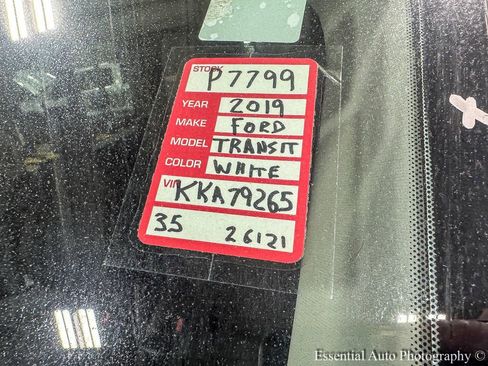 STOCK P7799
YEAR 2019
MAKE FORD
MODEL TRANSIT
COLOR WHITE
VIN KKA79265
35 26121
Essential Auto Photography ©